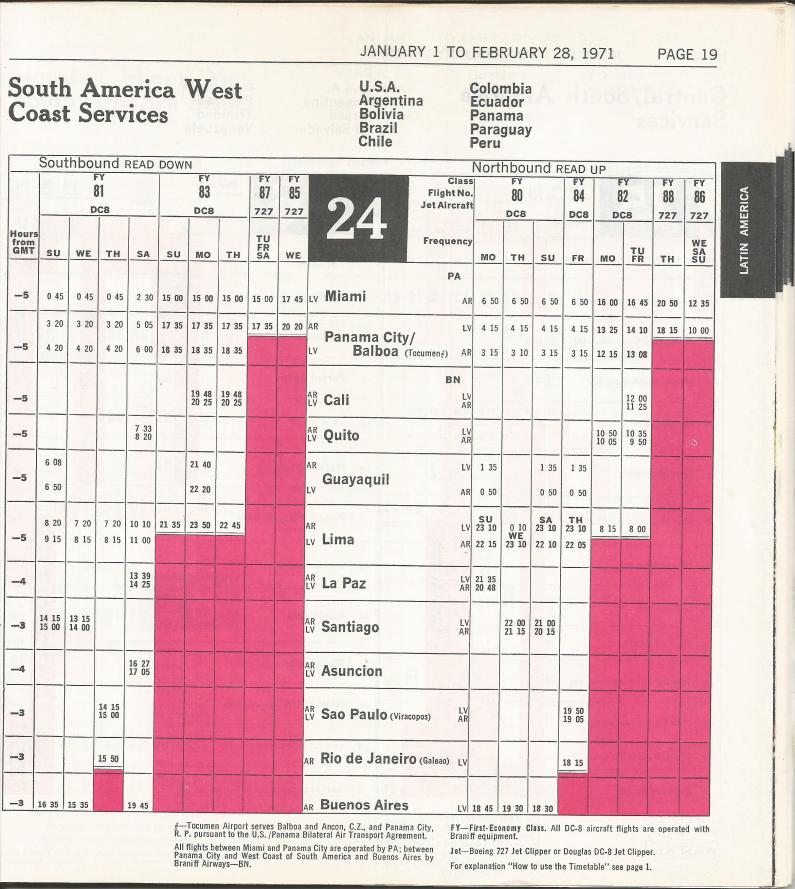 JANUARY 1 TO FEBRUARY 28, 1971 PAGE 19
South America West
Coast Services
U.S.A.
Argentina
Bolivia
Brazil
Chile
Colombia
Ecuador
Panama
Paraguay
Peru
LATIN AMERICA
Southbound READ DOWN Northbound READ UP
FY FY FY FY Class FY FY FY FY FY
81 83 87 85 24 Flight No. 80 84 82 88 86
DC8 DC8 727 727 Jet Aircraft DC8 DC8 DC8 727 727
Hours from GMT SU WE TH SA SU MO TH TU FR SA WE Frequency MO TH SU FR MO TU FR TH WE SA SU
PA
—5 0 45 0 45 0 45 2 30 15 00 15 00 15 00 15 00 17 45 LV Miami AR 6 50 6 50 6 50 6 50 16 00 16 45 20 50 12 35
3 20 3 20 3 20 5 05 17 35 17 35 17 35 17 35 20 20 AR Panama City/ LV 4 15 4 15 4 15 4 15 13 25 14 10 18 15 10 00
—5 4 20 4 20 4 20 6 00 18 35 18 35 18 35 LV Balboa (Tocumen⨎) AR 3 15 3 10 3 15 3 15 12 15 13 08
BN
—5 19 48 19 48 AR Cali LV 12 00
20 25 20 25 LV AR 11 25
—5 7 33 AR Quito LV 10 50 10 35
8 20 LV AR 10 05 9 50
—5 6 08 21 40 AR Guayaquil LV 1 35 1 35 1 35
6 50 22 20 LV AR 0 50 0 50 0 50
SU SA TH
8 20 7 20 7 20 10 10 21 35 23 50 22 45 AR Lima LV 23 10 0 10 23 10 23 10 8 15 8 00
WE
—5 9 15 8 15 8 15 11 00 LV AR 22 15 23 10 22 10 22 05
—4 13 39 AR La Paz LV 21 35
14 25 LV AR 20 48
—3 14 15 13 15 AR Santiago LV 22 00 21 00
15 00 14 00 LV AR 21 15 20 15
—4 16 27 AR Asuncion
17 05 LV
—3 14 15 AR Sao Paulo (Viracopos) LV 19 50
15 00 LV AR 19 05
—3 15 50 AR Rio de Janeiro (Galeao) LV 18 15
—3 16 35 15 35 19 45 AR Buenos Aires LV 18 45 19 30 18 30
⨎—Tocumen Airport serves Balboa and Ancon, C.Z., and Panama City,
R. P. pursuant to the U.S./Panama Bilateral Air Transport Agreement.
All flights between Miami and Panama City are operated by PA; between
Panama City and West Coast of South America and Buenos Aires by
Braniff Airways—BN.
FY—First-Economy Class. All DC-8 aircraft flights are operated with
Braniff equipment.
Jet—Boeing 727 Jet Clipper or Douglas DC-8 Jet Clipper.
For explanation "How to use the Timetable" see page 1.